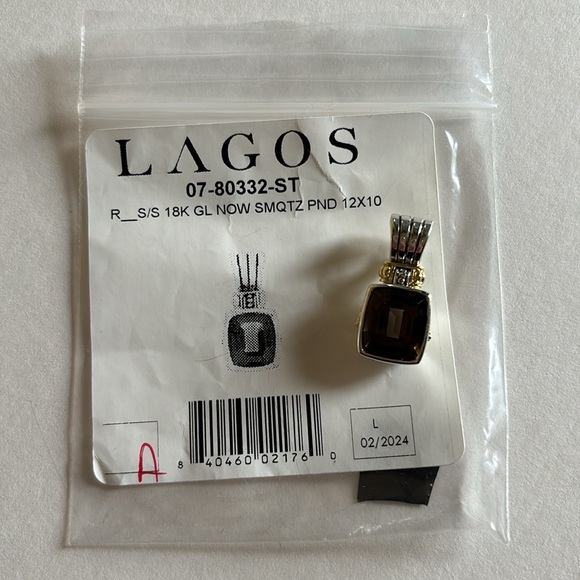 LAGOS
07-80332-ST
R__S/S 18K GL NOW SMQTZ PND 12X10
L
02/2024
A
8 40460 02176 0